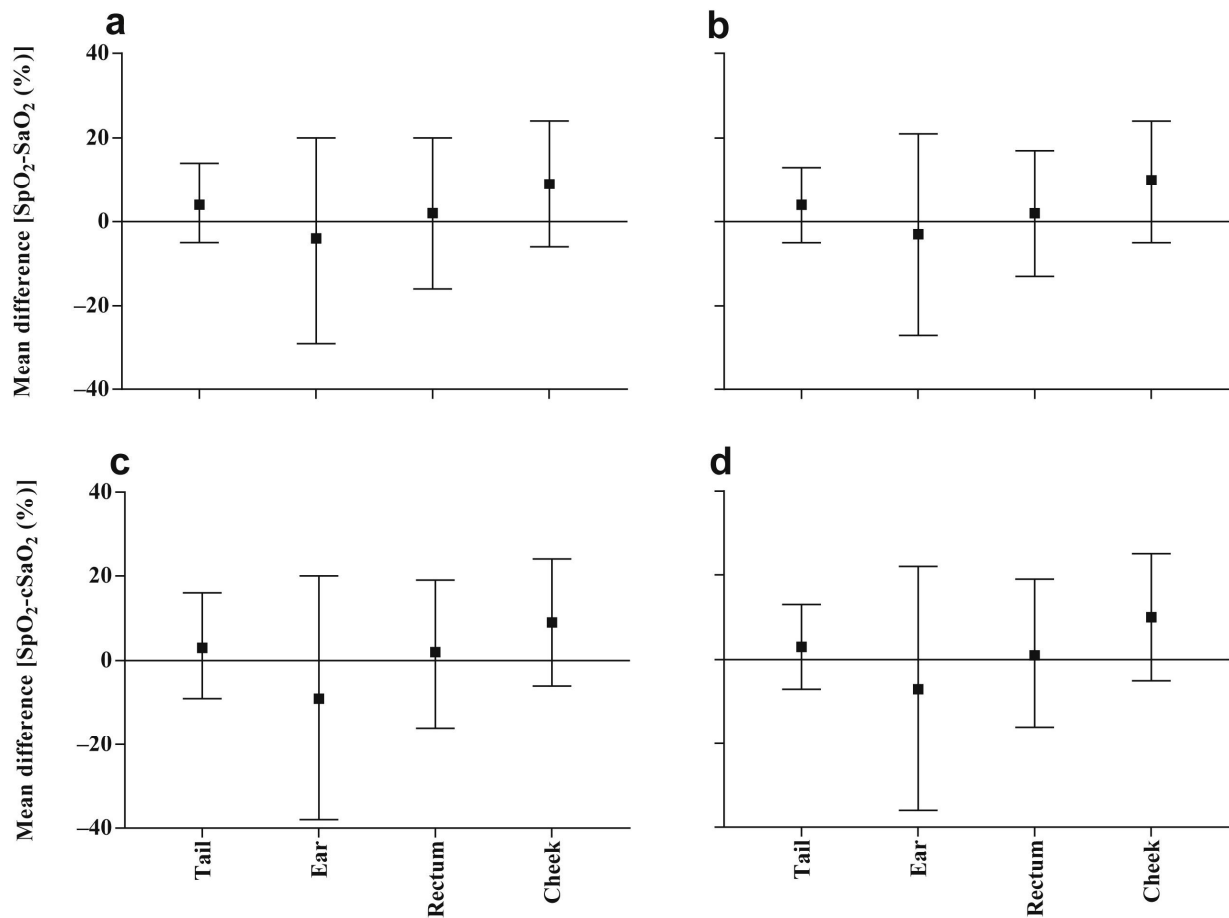 a
b
Mean difference [SpO₂-SaO₂ (%)]
40
20
0
–20
–40
c
d
Mean difference [SpO₂-cSaO₂ (%)]
40
20
0
–20
–40
Tail
Ear
Rectum
Cheek
Tail
Ear
Rectum
Cheek